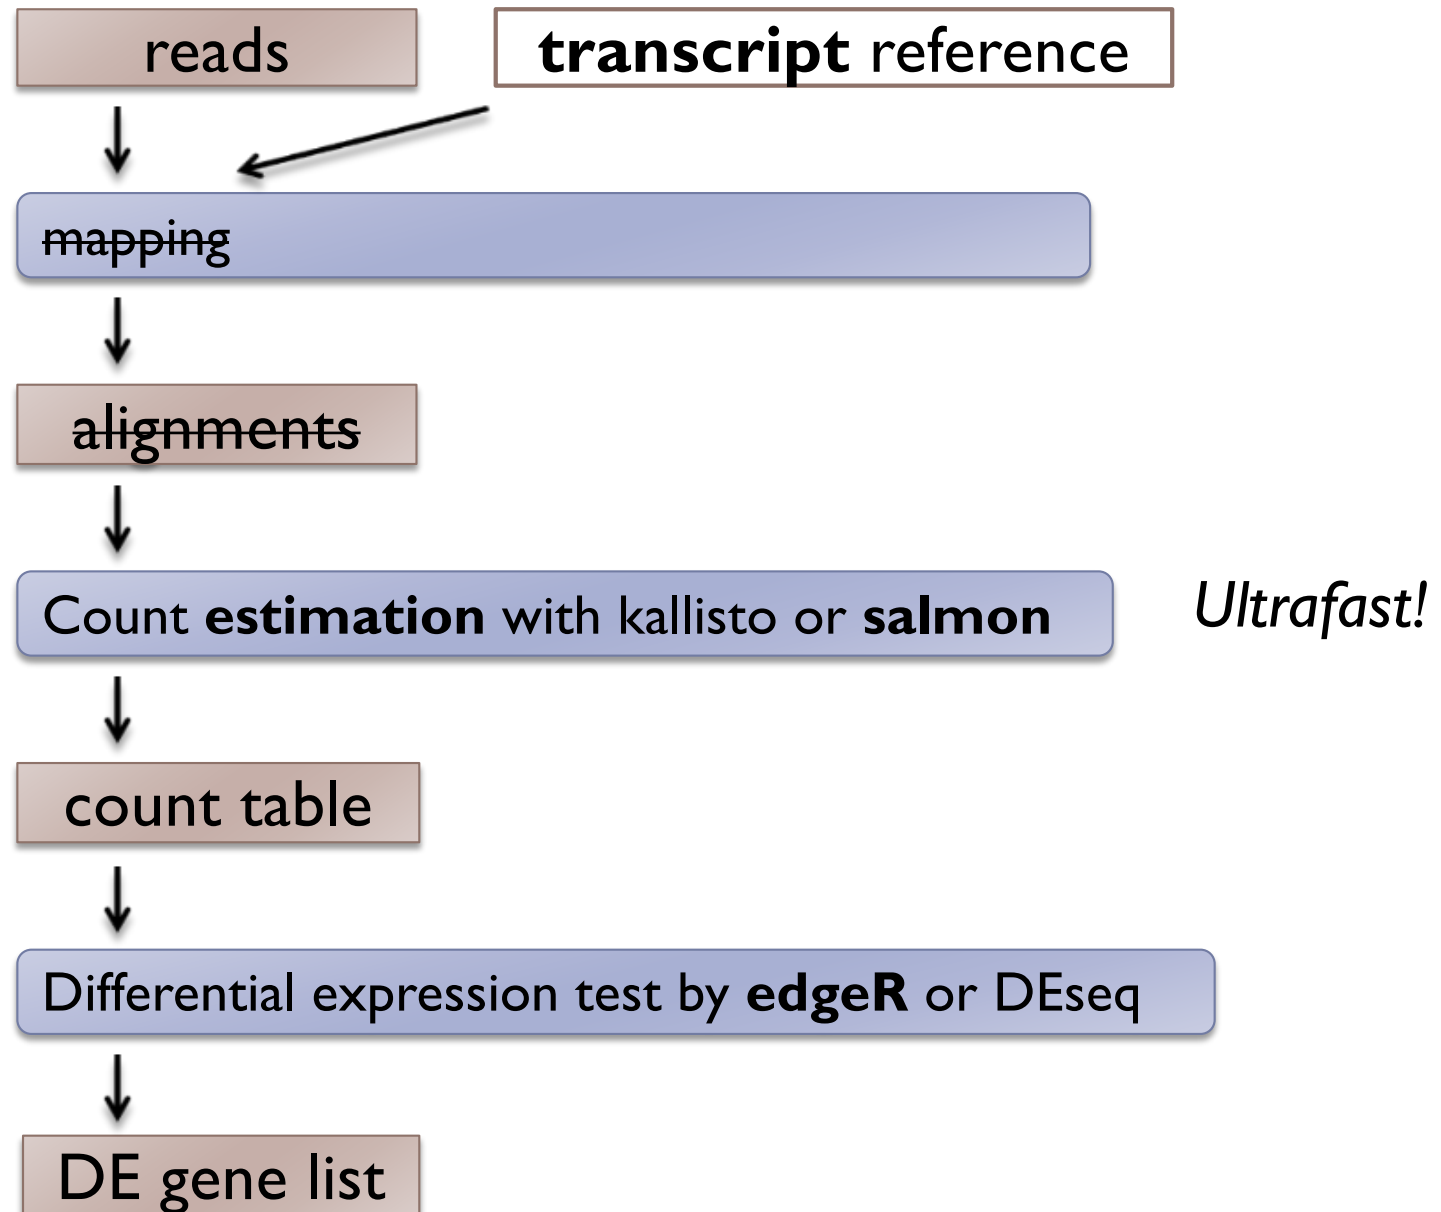 reads
transcript reference
mapping
alignments
Count estimation with kallisto or salmon
Ultrafast!
count table
Differential expression test by edgeR or DEseq
DE gene list